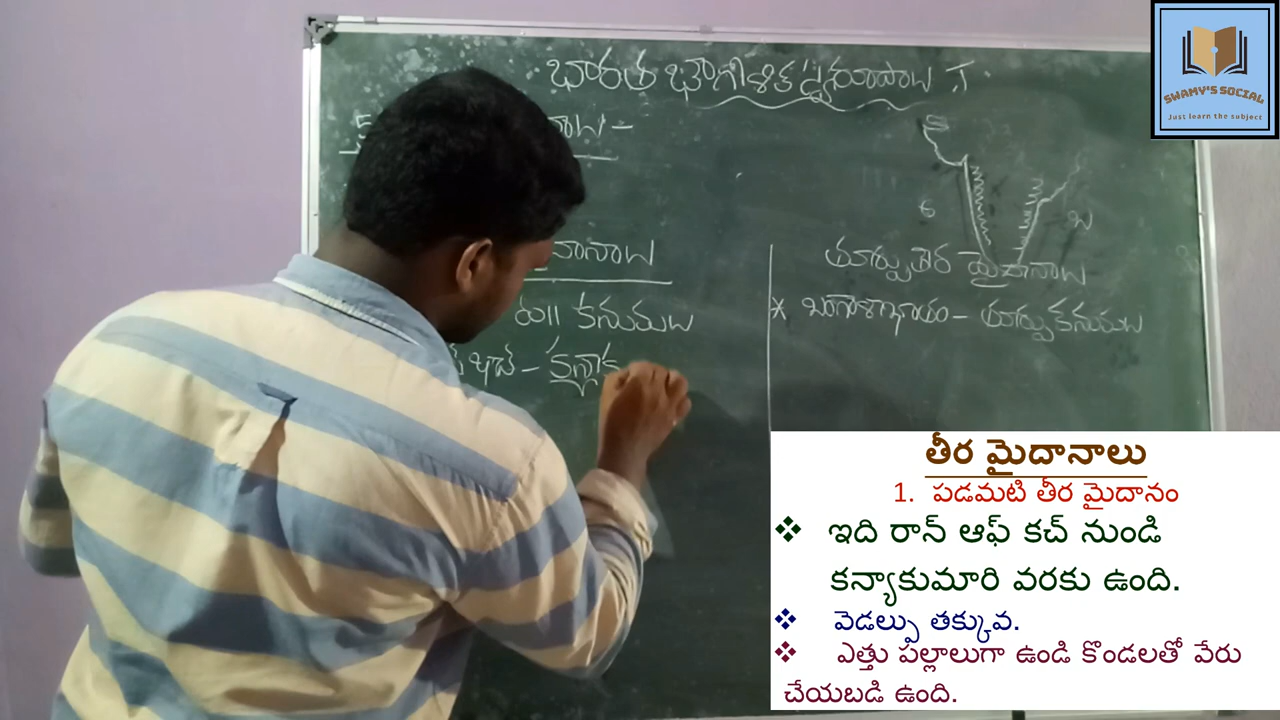 భారత భౌగోళిక స్వరూపాలు I
5 నాలు -
తూర్పుతీర మైదానాలు
* బంగాళాఖాతం - తూర్పుకనుమలు
కనుమలు
SWAMY'S SOCIAL
Just learn the subject
తీర మైదానాలు
1. పడమటి తీర మైదానం
❖ ఇది రాన్ ఆఫ్ కచ్ నుండి
కన్యాకుమారి వరకు ఉంది.
❖ వెడల్పు తక్కువ.
❖ ఎత్తు పల్లాలుగా ఉండి కొండలతో వేరు
చేయబడి ఉంది.